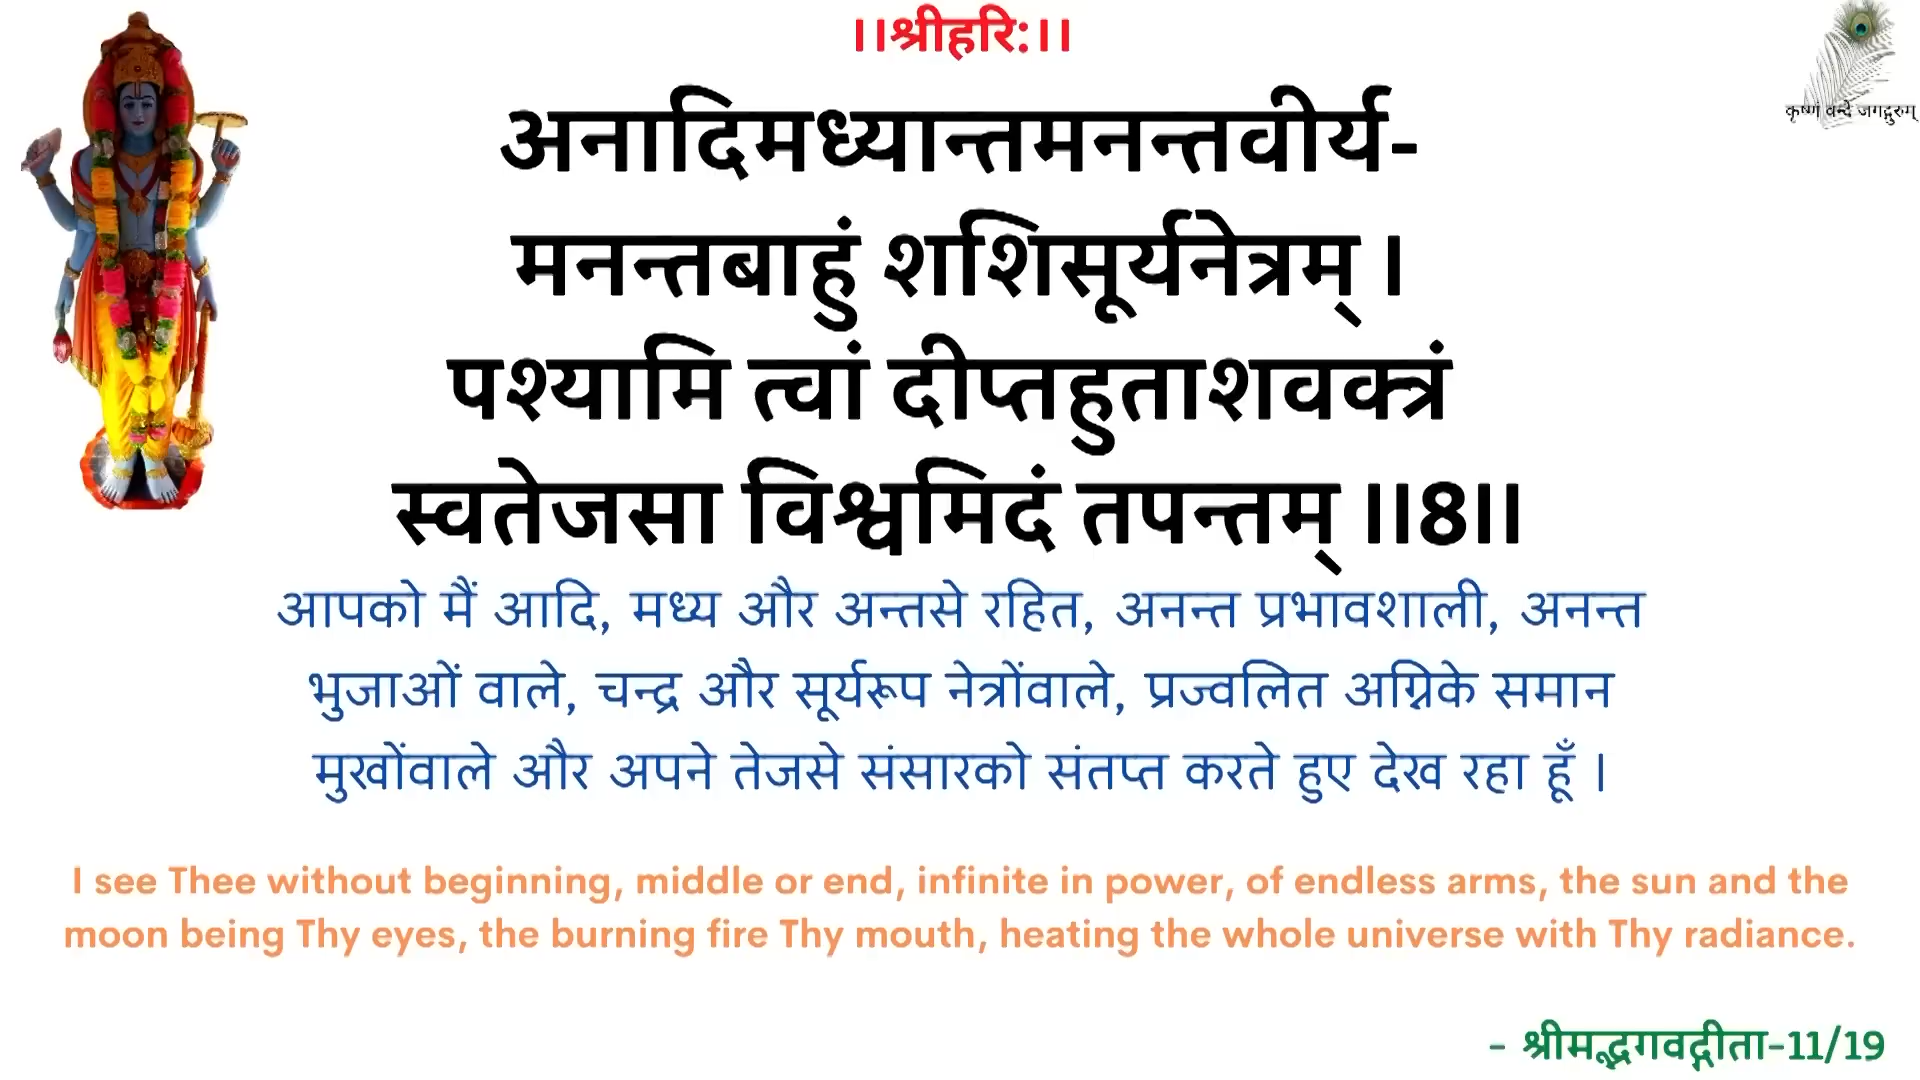 ।।श्रीहरि:।।
कृष्णं वन्दे जगद्गुरुम्
अनादिमध्यान्तमनन्तवीर्य-
मनन्तबाहुं शशिसूर्यनेत्रम् ।
पश्यामि त्वां दीप्तहुताशवक्त्रं
स्वतेजसा विश्वमिदं तपन्तम् ।।8।।
आपको मैं आदि, मध्य और अन्तसे रहित, अनन्त प्रभावशाली, अनन्त
भुजाओं वाले, चन्द्र और सूर्यरूप नेत्रोंवाले, प्रज्वलित अग्निके समान
मुखोंवाले और अपने तेजसे संसारको संतप्त करते हुए देख रहा हूँ ।
I see Thee without beginning, middle or end, infinite in power, of endless arms, the sun and the
moon being Thy eyes, the burning fire Thy mouth, heating the whole universe with Thy radiance.
- श्रीमद्भगवद्गीता-11/19